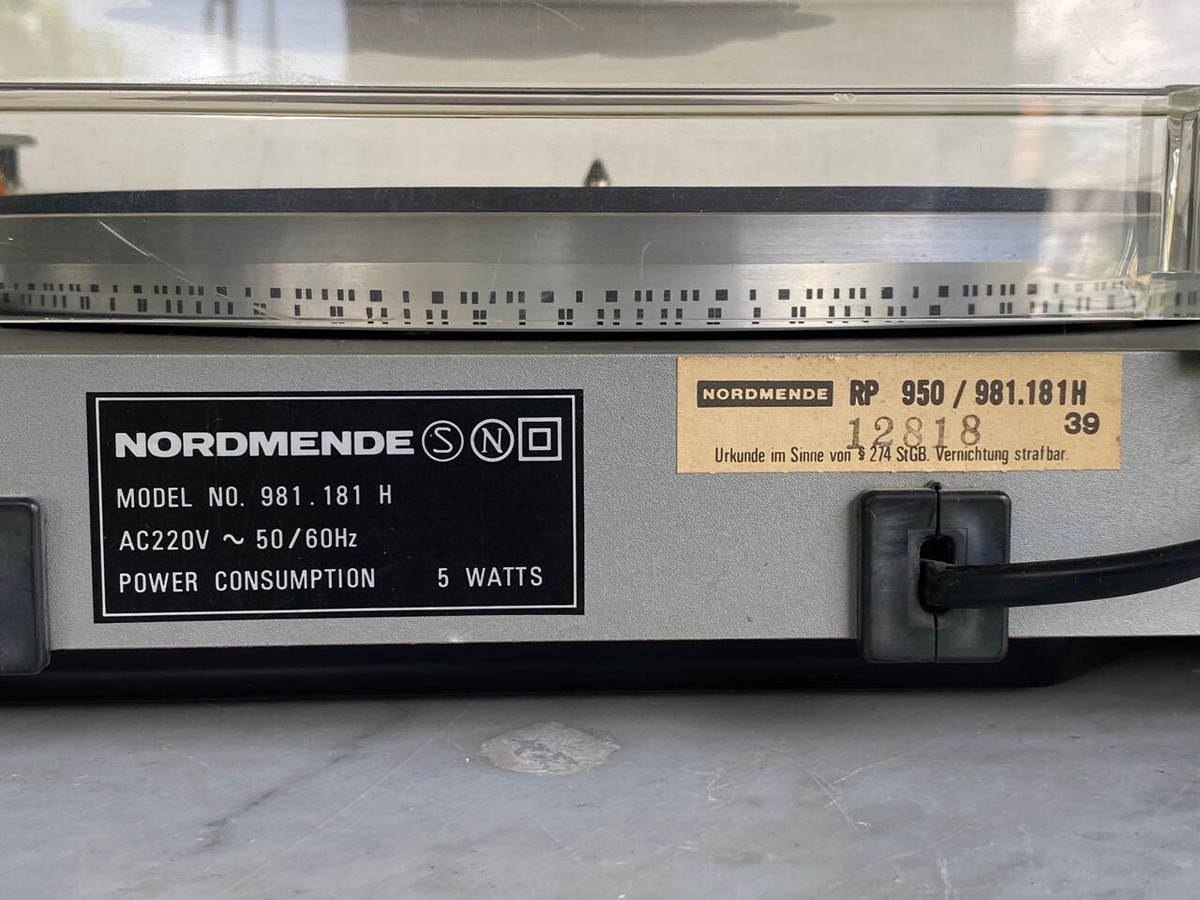 NORDMENDE S N
MODEL NO. 981.181 H
AC220V ~ 50/60Hz
POWER CONSUMPTION 5 WATTS
NORDMENDE RP 950 / 981.181H
12818 39
Urkunde im Sinne von § 274 StGB. Vernichtung strafbar.